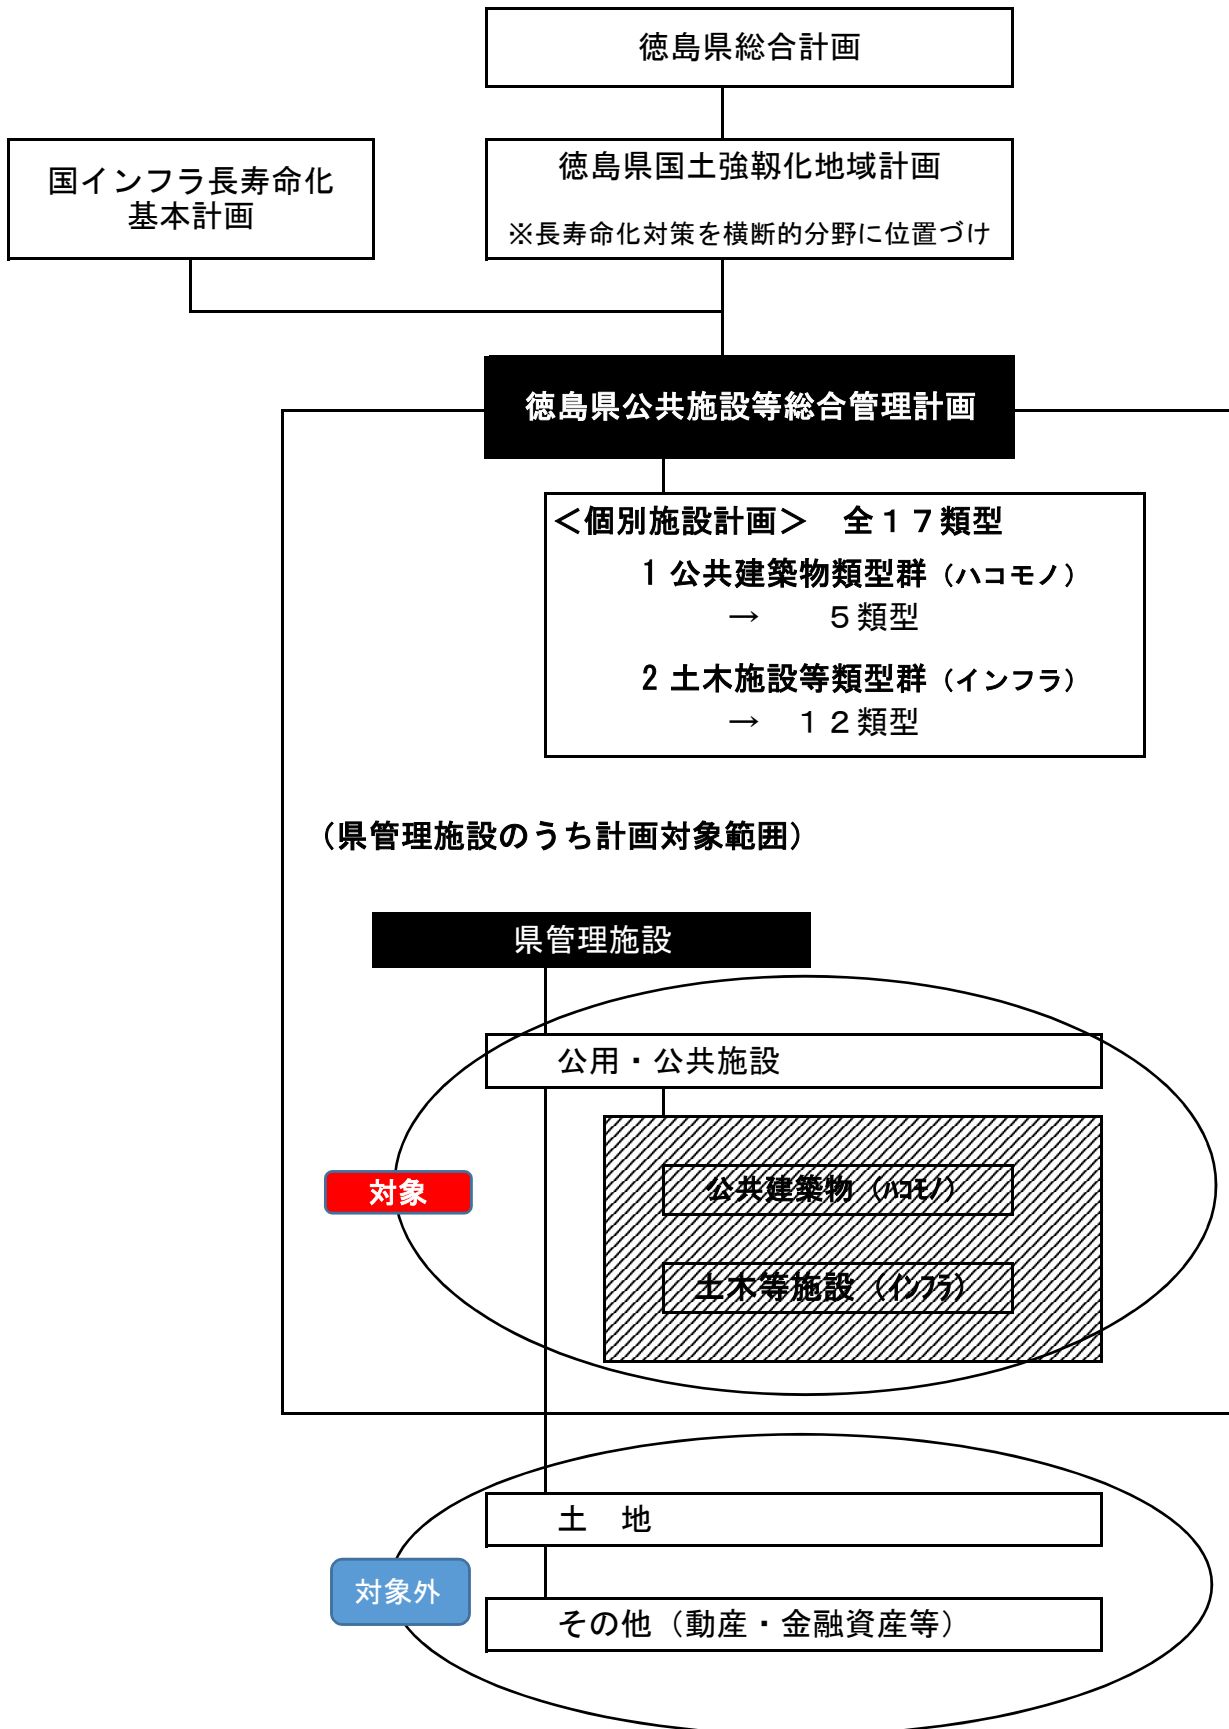 徳島県総合計画
国インフラ長寿命化
基本計画
徳島県国土強靱化地域計画
※長寿命化対策を横断的分野に位置づけ
徳島県公共施設等総合管理計画
＜個別施設計画＞　全１７類型
1 公共建築物類型群（ハコモノ）
→　　５類型
2 土木施設等類型群（インフラ）
→　１２類型
（県管理施設のうち計画対象範囲）
県管理施設
公用・公共施設
対象
公共建築物（ﾊｺﾓﾉ）
土木等施設（ｲﾝﾌﾗ）
土　地
対象外
その他（動産・金融資産等）